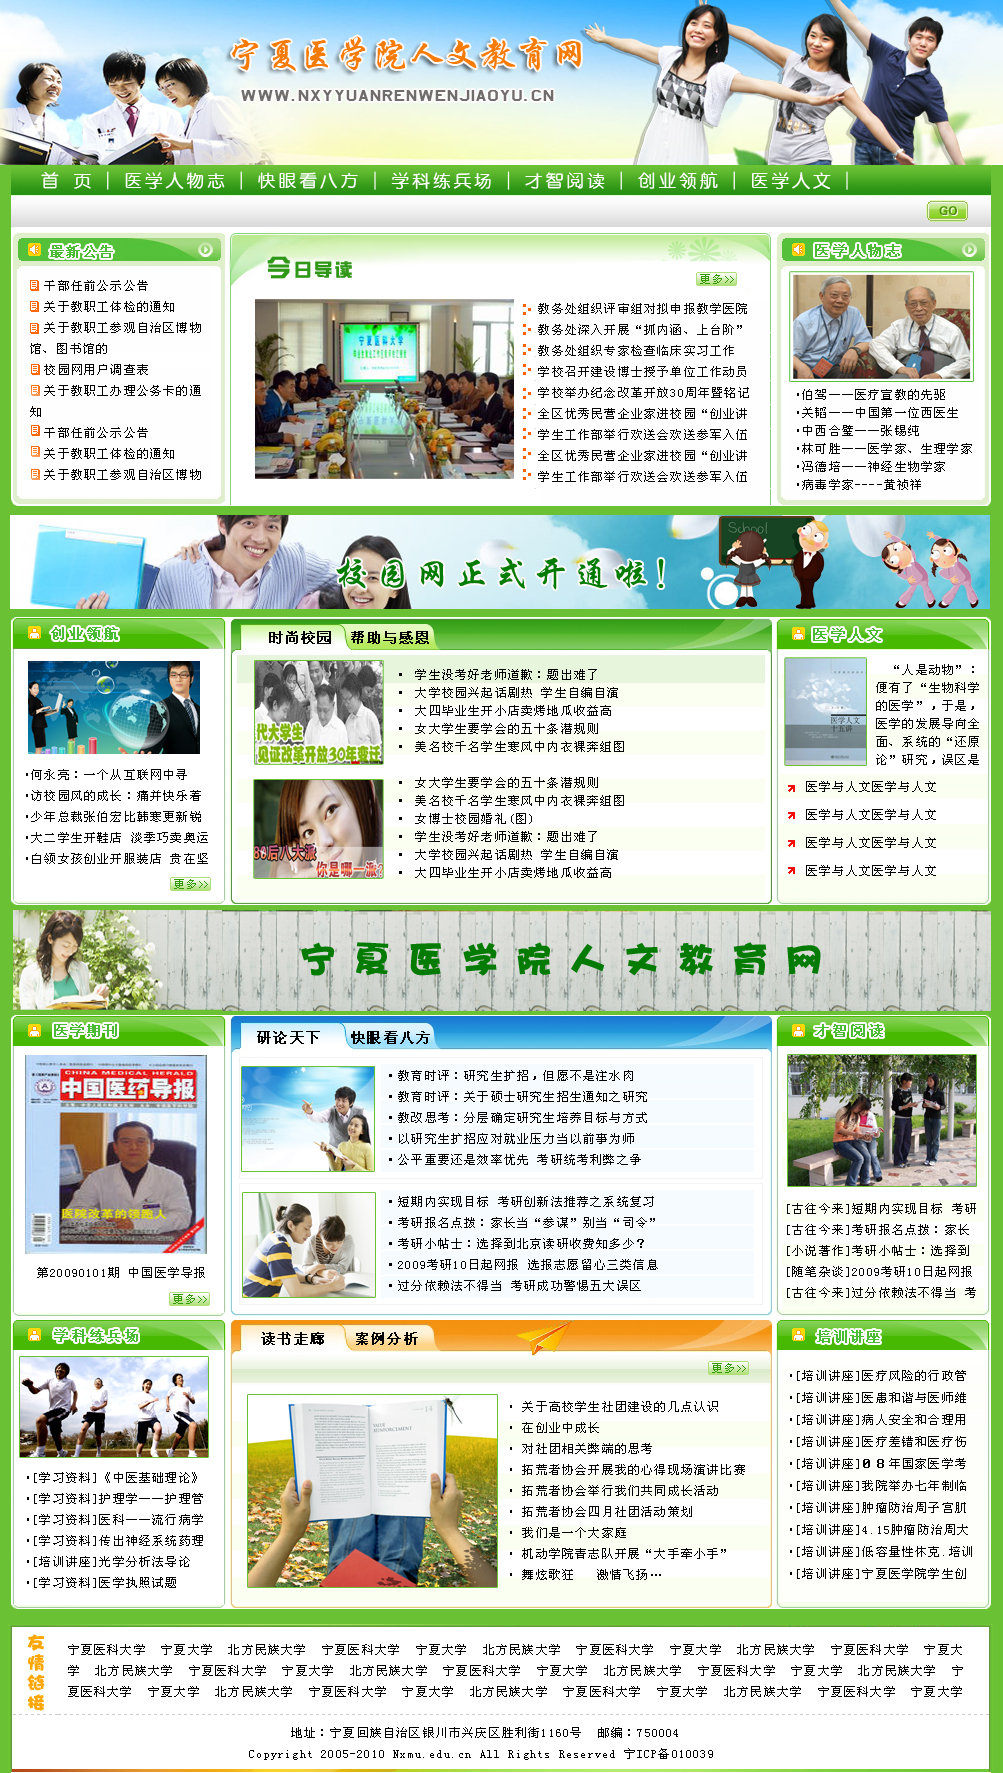 宁夏医学院人文教育网
WWW.NXYYUANRENWENJIAOYU.CN
首 页 | 医学人物志 | 快眼看八方 | 学科练兵场 | 才智阅读 | 创业领航 | 医学人文 |
GO
最新公告
干部任前公示公告
关于教职工体检的通知
关于教职工参观自治区博物
馆、图书馆的
校园网用户调查表
关于教职工办理公务卡的通
知
干部任前公示公告
关于教职工体检的通知
关于教职工参观自治区博物
今日导读
更多>>
宁夏医科大学
教务处组织评审组对拟申报教学医院
教务处深入开展“抓内涵、上台阶”
教务处组织专家检查临床实习工作
学校召开建设博士授予单位工作动员
学校举办纪念改革开放30周年暨铭记
全区优秀民营企业家进校园“创业讲
学生工作部举行欢送会欢送参军入伍
全区优秀民营企业家进校园“创业讲
学生工作部举行欢送会欢送参军入伍
医学人物志
·伯驾——医疗宣教的先驱
·关韬——中国第一位西医生
·中西合璧——张锡纯
·林可胜——医学家、生理学家
·冯德培——神经生物学家
·病毒学家----黄祯祥
School
校园网正式开通啦！
创业领航
·何永亮：一个从互联网中寻
·访校园风的成长：痛并快乐着
·少年总裁张伯宏比韩寒更新锐
·大二学生开鞋店 淡季巧卖奥运
·白领女孩创业开服装店 贵在坚
更多>>
时尚校园 帮助与感恩
代大学生
见证改革开放30年变迁
• 学生没考好老师道歉：题出难了
• 大学校园兴起话剧热 学生自编自演
• 大四毕业生开小店卖烤地瓜收益高
• 女大学生要学会的五十条潜规则
• 美名校千名学生寒风中内衣裸奔组图
86后八大派
你是哪一派?
• 女大学生要学会的五十条潜规则
• 美名校千名学生寒风中内衣裸奔组图
• 女博士校园婚礼(图)
• 学生没考好老师道歉：题出难了
• 大学校园兴起话剧热 学生自编自演
• 大四毕业生开小店卖烤地瓜收益高
医学人文
医学人文
十五讲
“人是动物”：
便有了“生物科学
的医学”，于是，
医学的发展导向全
面、系统的“还原
论”研究，误区是
医学与人文医学与人文
医学与人文医学与人文
医学与人文医学与人文
医学与人文医学与人文
宁夏医学院人文教育网
医学期刊
CHINA MEDICAL HERALD
中国医药导报
医院改革的领跑人
第20090101期 中国医学导报
更多>>
研论天下 快眼看八方
·教育时评：研究生扩招，但愿不是注水肉
·教育时评：关于硕士研究生招生通知之研究
·教改思考：分层确定研究生培养目标与方式
·以研究生扩招应对就业压力当以前事为师
·公平重要还是效率优先 考研统考利弊之争
·短期内实现目标 考研创新法推荐之系统复习
·考研报名点拨：家长当“参谋”别当“司令”
·考研小帖士：选择到北京读研收费知多少？
·2009考研10日起网报 选报志愿留心三类信息
·过分依赖法不得当 考研成功警惕五大误区
才智阅读
[古往今来]短期内实现目标 考研
[古往今来]考研报名点拨：家长
[小说著作]考研小帖士：选择到
[随笔杂谈]2009考研10日起网报
[古往今来]过分依赖法不得当 考
学科练兵场
·[学习资料]《中医基础理论》
·[学习资料]护理学——护理管
·[学习资料]医科——流行病学
·[学习资料]传出神经系统药理
·[培训讲座]光学分析法导论
·[学习资料]医学执照试题
读书走廊 案例分析
更多>>
REINFORCEMENT
• 关于高校学生社团建设的几点认识
• 在创业中成长
• 对社团相关弊端的思考
• 拓荒者协会开展我的心得现场演讲比赛
• 拓荒者协会举行我们共同成长活动
• 拓荒者协会四月社团活动策划
• 我们是一个大家庭
• 机动学院青志队开展“大手牵小手”
• 舞炫歌狂 邀情飞扬…
培训讲座
·[培训讲座]医疗风险的行政管
·[培训讲座]医患和谐与医师维
·[培训讲座]病人安全和合理用
·[培训讲座]医疗差错和医疗伤
·[培训讲座]０８年国家医学考
·[培训讲座]我院举办七年制临
·[培训讲座]肿瘤防治周子宫肌
·[培训讲座]4.15肿瘤防治周大
·[培训讲座]低容量性休克.培训
·[培训讲座]宁夏医学院学生创
友情链接
宁夏医科大学 宁夏大学 北方民族大学 宁夏医科大学 宁夏大学 北方民族大学 宁夏医科大学 宁夏大学 北方民族大学 宁夏医科大学 宁夏大
学 北方民族大学 宁夏医科大学 宁夏大学 北方民族大学 宁夏医科大学 宁夏大学 北方民族大学 宁夏医科大学 宁夏大学 北方民族大学 宁
夏医科大学 宁夏大学 北方民族大学 宁夏医科大学 宁夏大学 北方民族大学 宁夏医科大学 宁夏大学 北方民族大学 宁夏医科大学 宁夏大学
地址：宁夏回族自治区银川市兴庆区胜利街1160号 邮编：750004
Copyright 2005-2010 Nxmu.edu.cn All Rights Reserved 宁ICP备010039